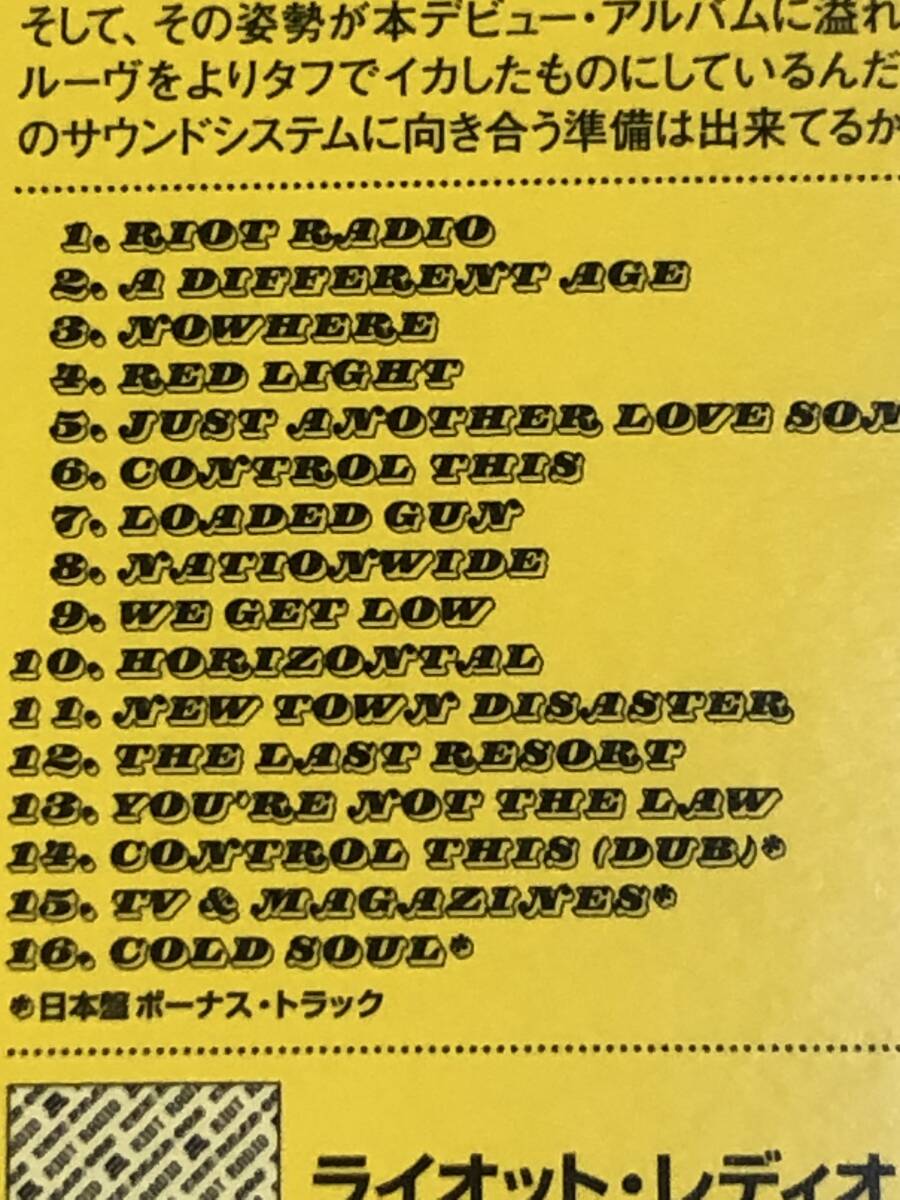 そして、その姿勢が本デビュー・アルバムに溢れ
ルーヴをよりタフでイカしたものにしているんだ
のサウンドシステムに向き合う準備は出来てるか
1. RIOT RADIO
2. A DIFFERENT AGE
3. NOWHERE
4. RED LIGHT
5. JUST ANOTHER LOVE SON
6. CONTROL THIS
7. LOADED GUN
8. NATIONWIDE
9. WE GET LOW
10. HORIZONTAL
11. NEW TOWN DISASTER
12. THE LAST RESORT
13. YOU'RE NOT THE LAW
14. CONTROL THIS (DUB)*
15. TV & MAGAZINES*
16. COLD SOUL*
*日本盤 ボーナス・トラック
RIOT RADIO
ライオット・レディオ